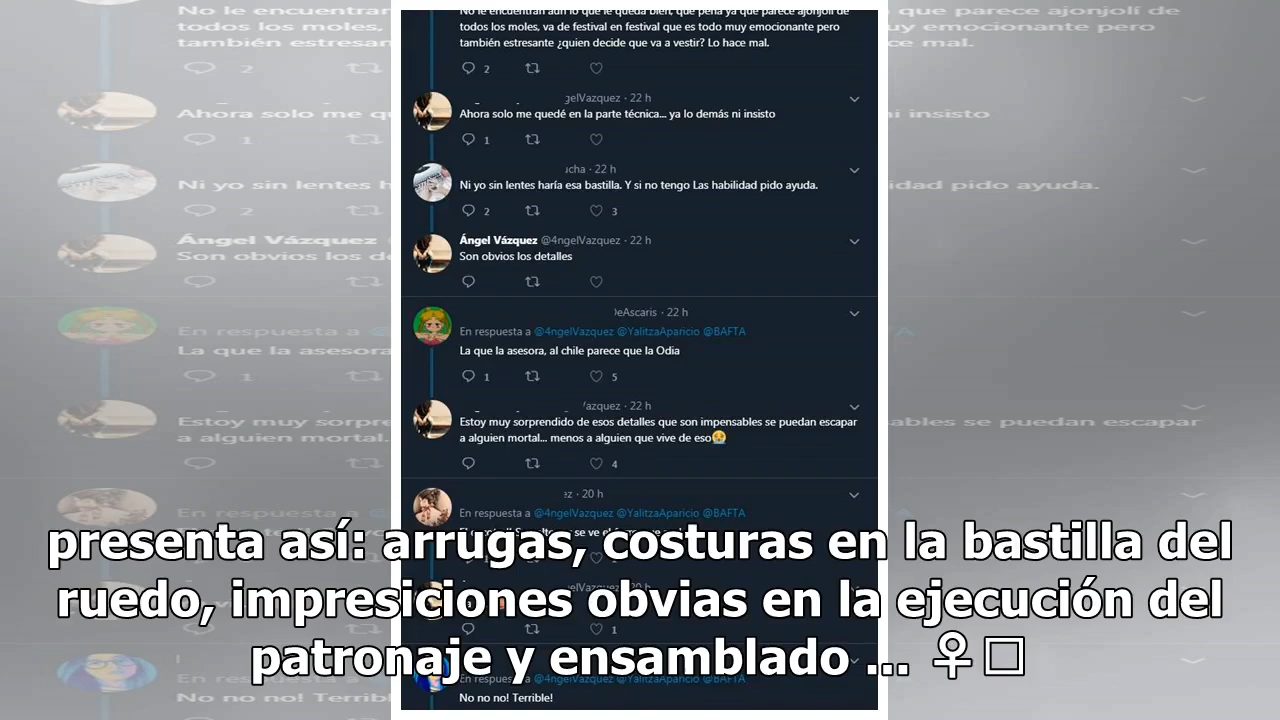 No le encuentran aún lo que le queda bien, que pena ya que parece ajonjolí de
todos los moles, va de festival en festival que es todo muy emocionante pero
también estresante ¿quien decide que va a vestir? Lo hace mal.
2
gelVazquez · 22 h
Ahora solo me quedé en la parte técnica... ya lo demás ni insisto
1
ucha · 22 h
Ni yo sin lentes haría esa bastilla. Y si no tengo Las habilidad pido ayuda.
2 3
Ángel Vázquez @4ngelVazquez · 22 h
Son obvios los detalles
eAscaris · 22 h
En respuesta a @4ngelVazquez @YalitzaAparicio @BAFTA
La que la asesora, al chile parece que la Odia
1 5
azquez · 22 h
Estoy muy sorprendido de esos detalles que son impensables se puedan escapar
a alguien mortal... menos a alguien que vive de eso😭
4
ez · 20 h
En respuesta a @4ngelVazquez @YalitzaAparicio @BAFTA
presenta así: arrugas, costuras en la bastilla del
ruedo, impresiciones obvias en la ejecución del
1
patronaje y ensamblado ... ♀□
En respuesta a @4ngelVazquez @YalitzaAparicio @BAFTA
No no no! Terrible!